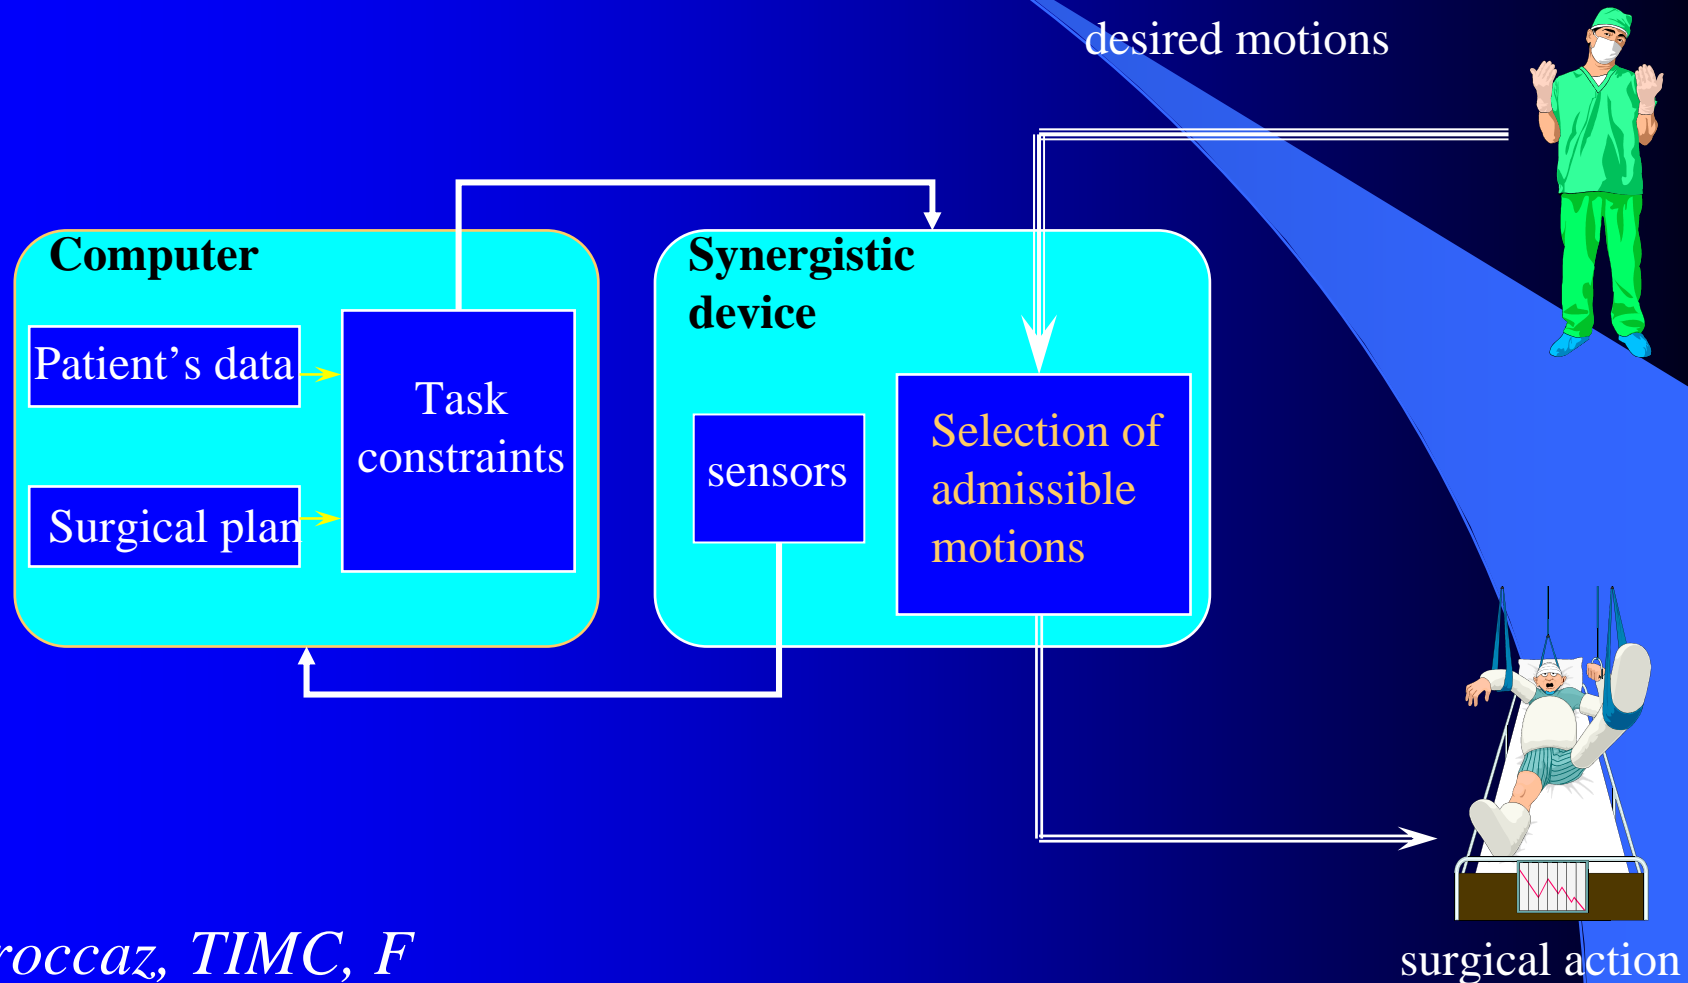 desired motions
Computer
Patient's data
Surgical plan
Task
constraints
Synergistic
device
sensors
Selection of
admissible
motions
TIMC, F
surgical action